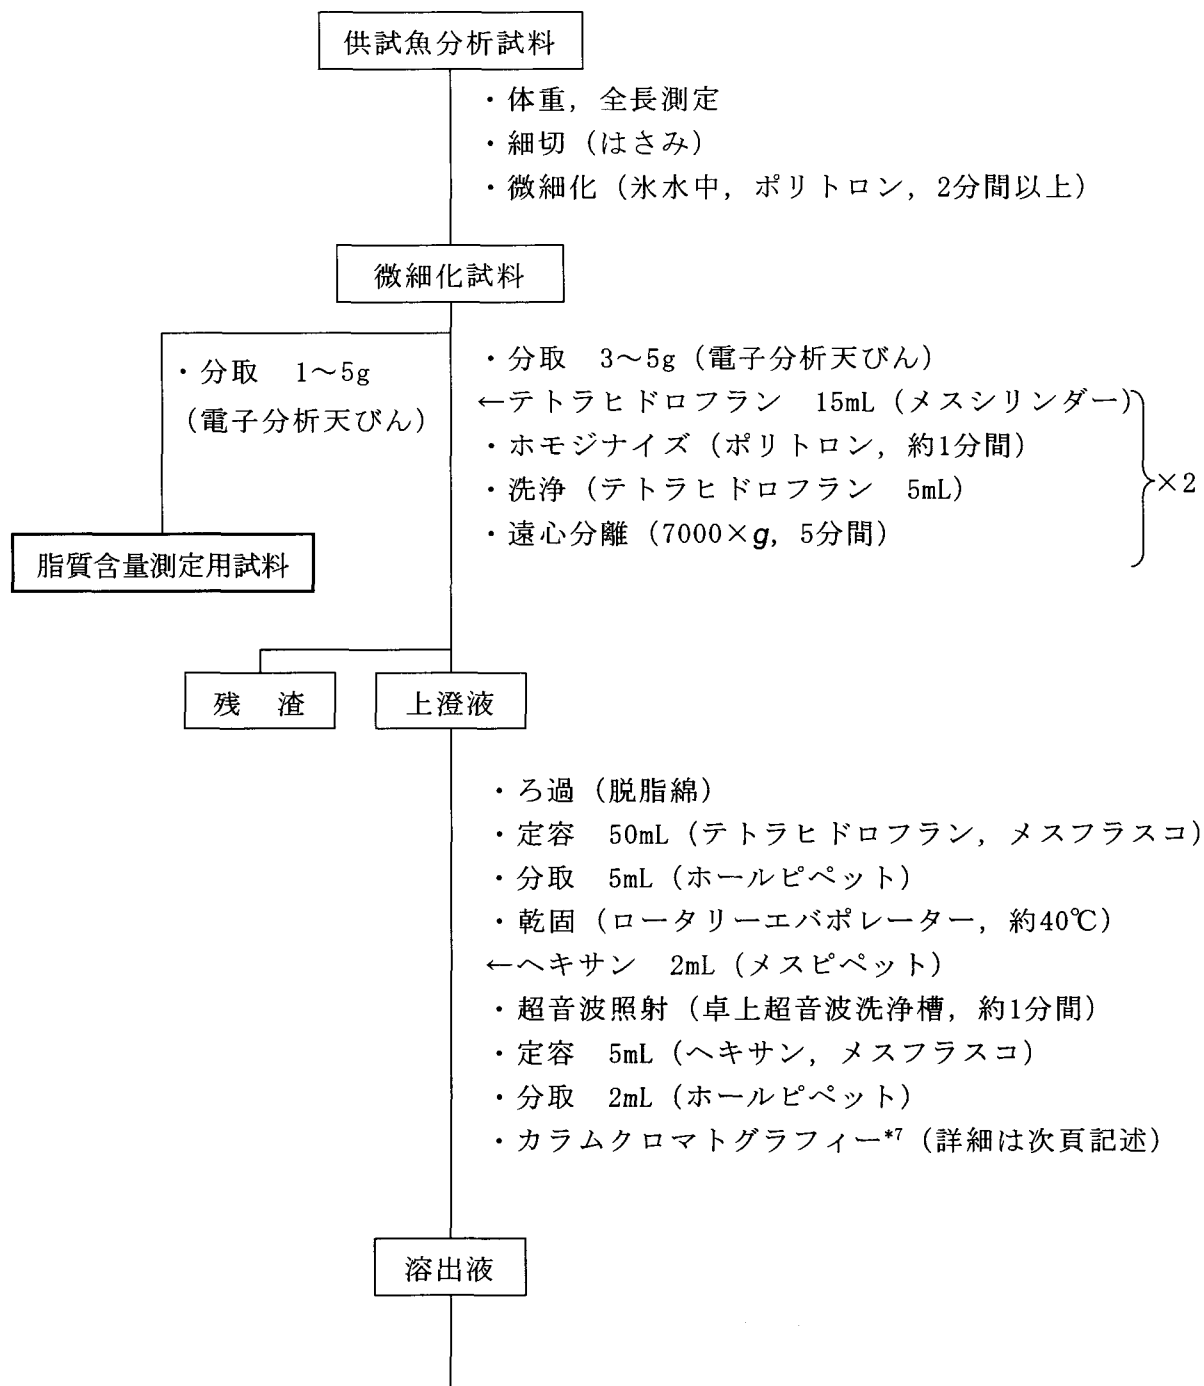 供試魚分析試料
・体重，全長測定
・細切（はさみ）
・微細化（氷水中，ポリトロン，2分間以上）
微細化試料
・分取　1～5g
（電子分析天びん）
脂質含量測定用試料
・分取　3～5g（電子分析天びん）
←テトラヒドロフラン　15mL（メスシリンダー）
・ホモジナイズ（ポリトロン，約1分間）
・洗浄（テトラヒドロフラン　5mL）
・遠心分離（7000×g，5分間）
×2
残　渣
上澄液
・ろ過（脱脂綿）
・定容　50mL（テトラヒドロフラン，メスフラスコ）
・分取　5mL（ホールピペット）
・乾固（ロータリーエバポレーター，約40℃）
←ヘキサン　2mL（メスピペット）
・超音波照射（卓上超音波洗浄槽，約1分間）
・定容　5mL（ヘキサン，メスフラスコ）
・分取　2mL（ホールピペット）
・カラムクロマトグラフィー*7（詳細は次頁記述）
溶出液